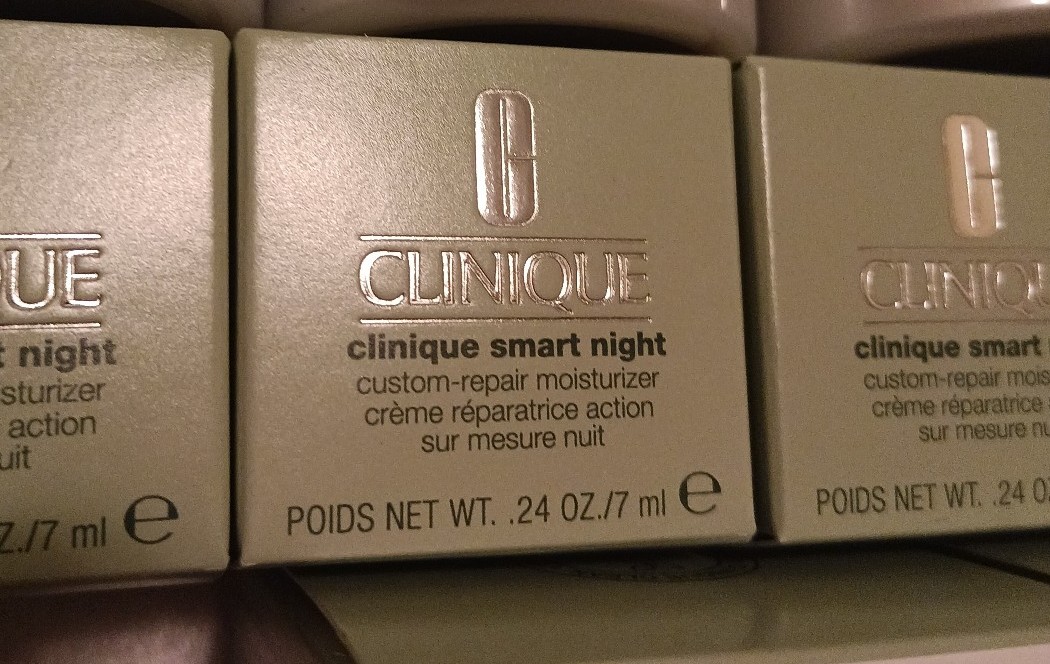 CLINIQUE
clinique smart night
custom-repair moisturizer
crème réparatrice action
sur mesure nuit
POIDS NET WT. .24 OZ./7 ml e
QUE
t night
sturizer
action
uit
Z./7 ml e
CLINIQU
clinique smart
custom-repair mois
crème réparatrice
sur mesure nu
POIDS NET WT. .24 OZ